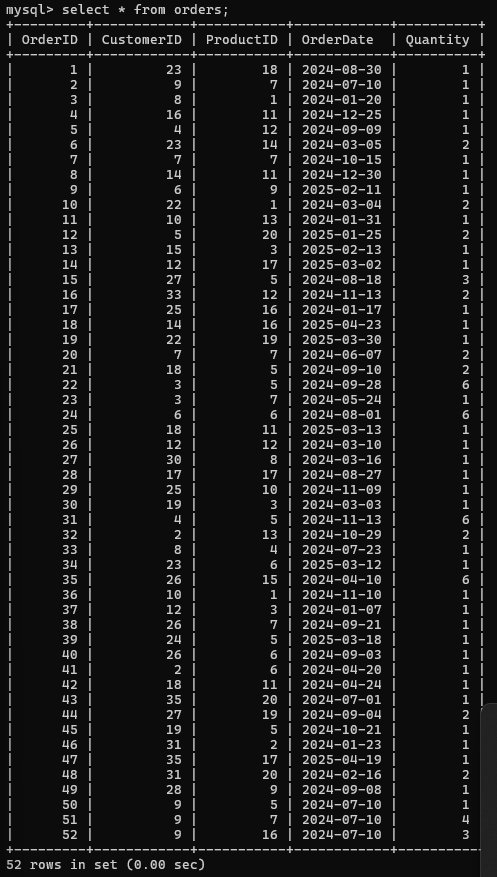 mysql> select * from orders;
+---------+------------+-----------+------------+----------+
| OrderID | CustomerID | ProductID | OrderDate  | Quantity |
+---------+------------+-----------+------------+----------+
|       1 |         23 |        18 | 2024-08-30 |        1 |
|       2 |          9 |         7 | 2024-07-10 |        1 |
|       3 |          8 |         1 | 2024-01-20 |        1 |
|       4 |         16 |        11 | 2024-12-25 |        1 |
|       5 |          4 |        12 | 2024-09-09 |        1 |
|       6 |         23 |        14 | 2024-03-05 |        2 |
|       7 |          7 |         7 | 2024-10-15 |        1 |
|       8 |         14 |        11 | 2024-12-30 |        1 |
|       9 |          6 |         9 | 2025-02-11 |        1 |
|      10 |         22 |         1 | 2024-03-04 |        2 |
|      11 |         10 |        13 | 2024-01-31 |        1 |
|      12 |          5 |        20 | 2025-01-25 |        2 |
|      13 |         15 |         3 | 2025-02-13 |        1 |
|      14 |         12 |        17 | 2025-03-02 |        1 |
|      15 |         27 |         5 | 2024-08-18 |        3 |
|      16 |         33 |        12 | 2024-11-13 |        2 |
|      17 |         25 |        16 | 2024-01-17 |        1 |
|      18 |         14 |        16 | 2025-04-23 |        1 |
|      19 |         22 |        19 | 2025-03-30 |        1 |
|      20 |          7 |         7 | 2024-06-07 |        2 |
|      21 |         18 |         5 | 2024-09-10 |        2 |
|      22 |          3 |         5 | 2024-09-28 |        6 |
|      23 |          3 |         7 | 2024-05-24 |        1 |
|      24 |          6 |         6 | 2024-08-01 |        6 |
|      25 |         18 |        11 | 2025-03-13 |        1 |
|      26 |         12 |        12 | 2024-03-10 |        1 |
|      27 |         30 |         8 | 2024-03-16 |        1 |
|      28 |         17 |        17 | 2024-08-27 |        1 |
|      29 |         25 |        10 | 2024-11-09 |        1 |
|      30 |         19 |         3 | 2024-03-03 |        1 |
|      31 |          4 |         5 | 2024-11-13 |        6 |
|      32 |          2 |        13 | 2024-10-29 |        2 |
|      33 |          8 |         4 | 2024-07-23 |        1 |
|      34 |         23 |         6 | 2025-03-12 |        1 |
|      35 |         26 |        15 | 2024-04-10 |        6 |
|      36 |         10 |         1 | 2024-11-10 |        1 |
|      37 |         12 |         3 | 2024-01-07 |        1 |
|      38 |         26 |         7 | 2024-09-21 |        1 |
|      39 |         24 |         5 | 2025-03-18 |        1 |
|      40 |         26 |         6 | 2024-09-03 |        1 |
|      41 |          2 |         6 | 2024-04-20 |        1 |
|      42 |         18 |        11 | 2024-04-24 |        1 |
|      43 |         35 |        20 | 2024-07-01 |        1 |
|      44 |         27 |        19 | 2024-09-04 |        2 |
|      45 |         19 |         5 | 2024-10-21 |        1 |
|      46 |         31 |         2 | 2024-01-23 |        1 |
|      47 |         35 |        17 | 2025-04-19 |        1 |
|      48 |         31 |        20 | 2024-02-16 |        2 |
|      49 |         28 |         9 | 2024-09-08 |        1 |
|      50 |          9 |         5 | 2024-07-10 |        1 |
|      51 |          9 |         7 | 2024-07-10 |        4 |
|      52 |          9 |        16 | 2024-07-10 |        3 |
+---------+------------+-----------+------------+----------+
52 rows in set (0.00 sec)